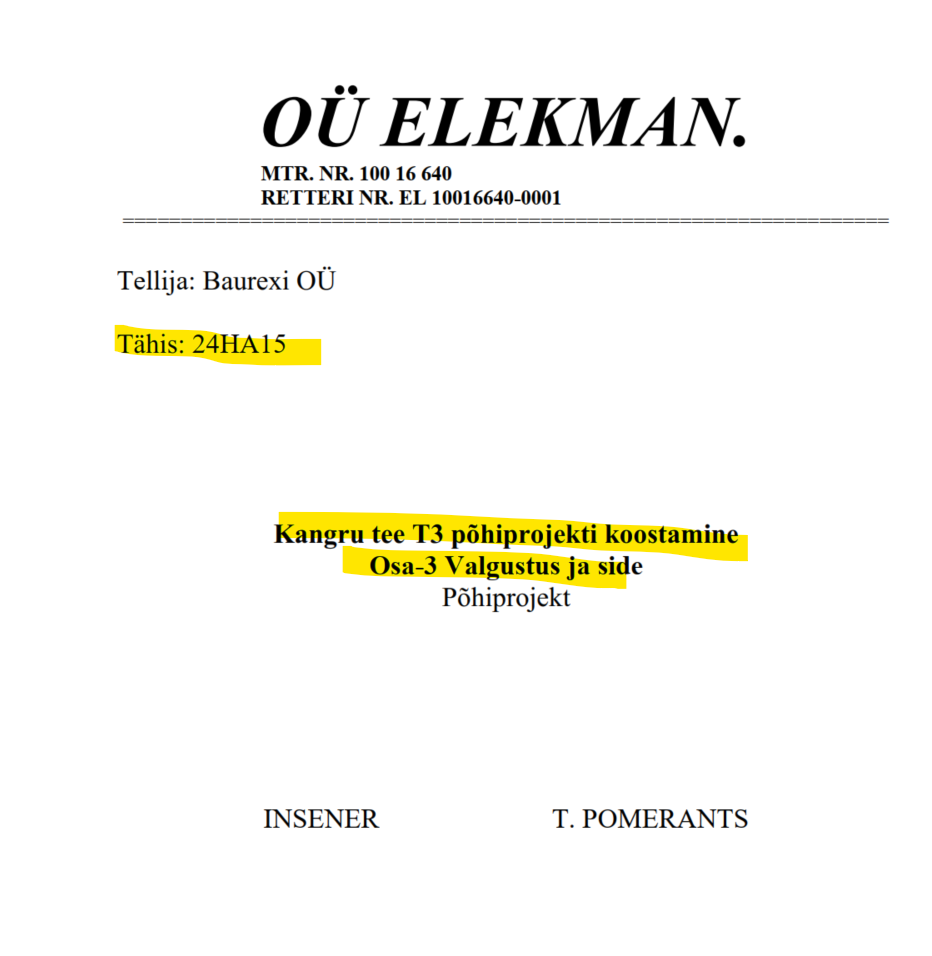 OÜ ELEKMAN.
MTR. NR. 100 16 640
RETTERI NR. EL 10016640-0001
Tellija: Baurexi OÜ
Tähis: 24HA15
Kangru tee T3 põhiprojekti koostamine
Osa-3 Valgustus ja side
Põhiprojekt
INSENER T. POMERANTS